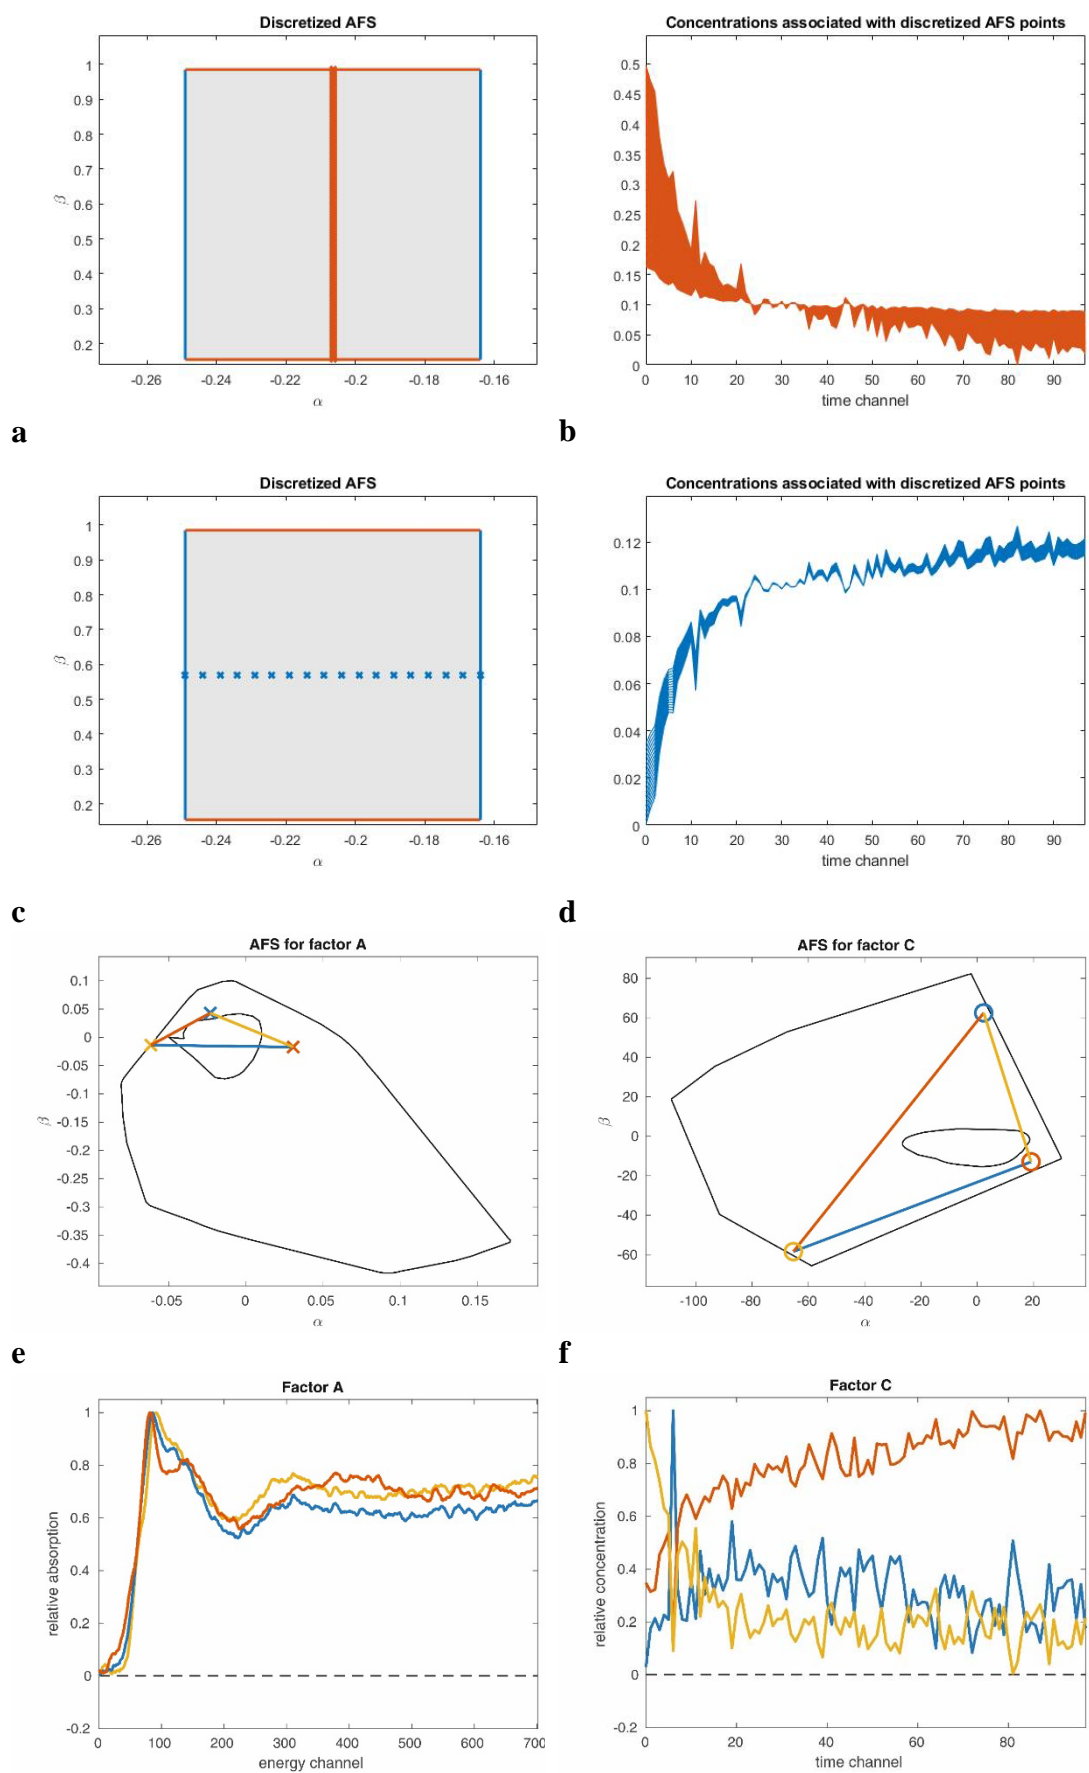 Discretized AFS
1
0.9
0.8
0.7
0.6
0.5
0.4
0.3
0.2
β
-0.26 -0.24 -0.22 -0.2 -0.18 -0.16
α
a
Concentrations associated with discretized AFS points
0.5
0.45
0.4
0.35
0.3
0.25
0.2
0.15
0.1
0.05
0
0 10 20 30 40 50 60 70 80 90
time channel
b
Discretized AFS
1
0.9
0.8
0.7
0.6
0.5
0.4
0.3
0.2
β
-0.26 -0.24 -0.22 -0.2 -0.18 -0.16
α
c
Concentrations associated with discretized AFS points
0.12
0.1
0.08
0.06
0.04
0.02
0
0 10 20 30 40 50 60 70 80 90
time channel
d
AFS for factor A
0.1
0.05
0
-0.05
-0.1
-0.15
-0.2
-0.25
-0.3
-0.35
-0.4
β
-0.05 0 0.05 0.1 0.15
α
e
AFS for factor C
80
60
40
20
0
-20
-40
-60
β
-100 -80 -60 -40 -20 0 20
α
f
Factor A
1
0.8
0.6
0.4
0.2
0
-0.2
relative absorption
0 100 200 300 400 500 600 700
energy channel
Factor C
1
0.8
0.6
0.4
0.2
0
-0.2
relative concentration
0 20 40 60 80
time channel